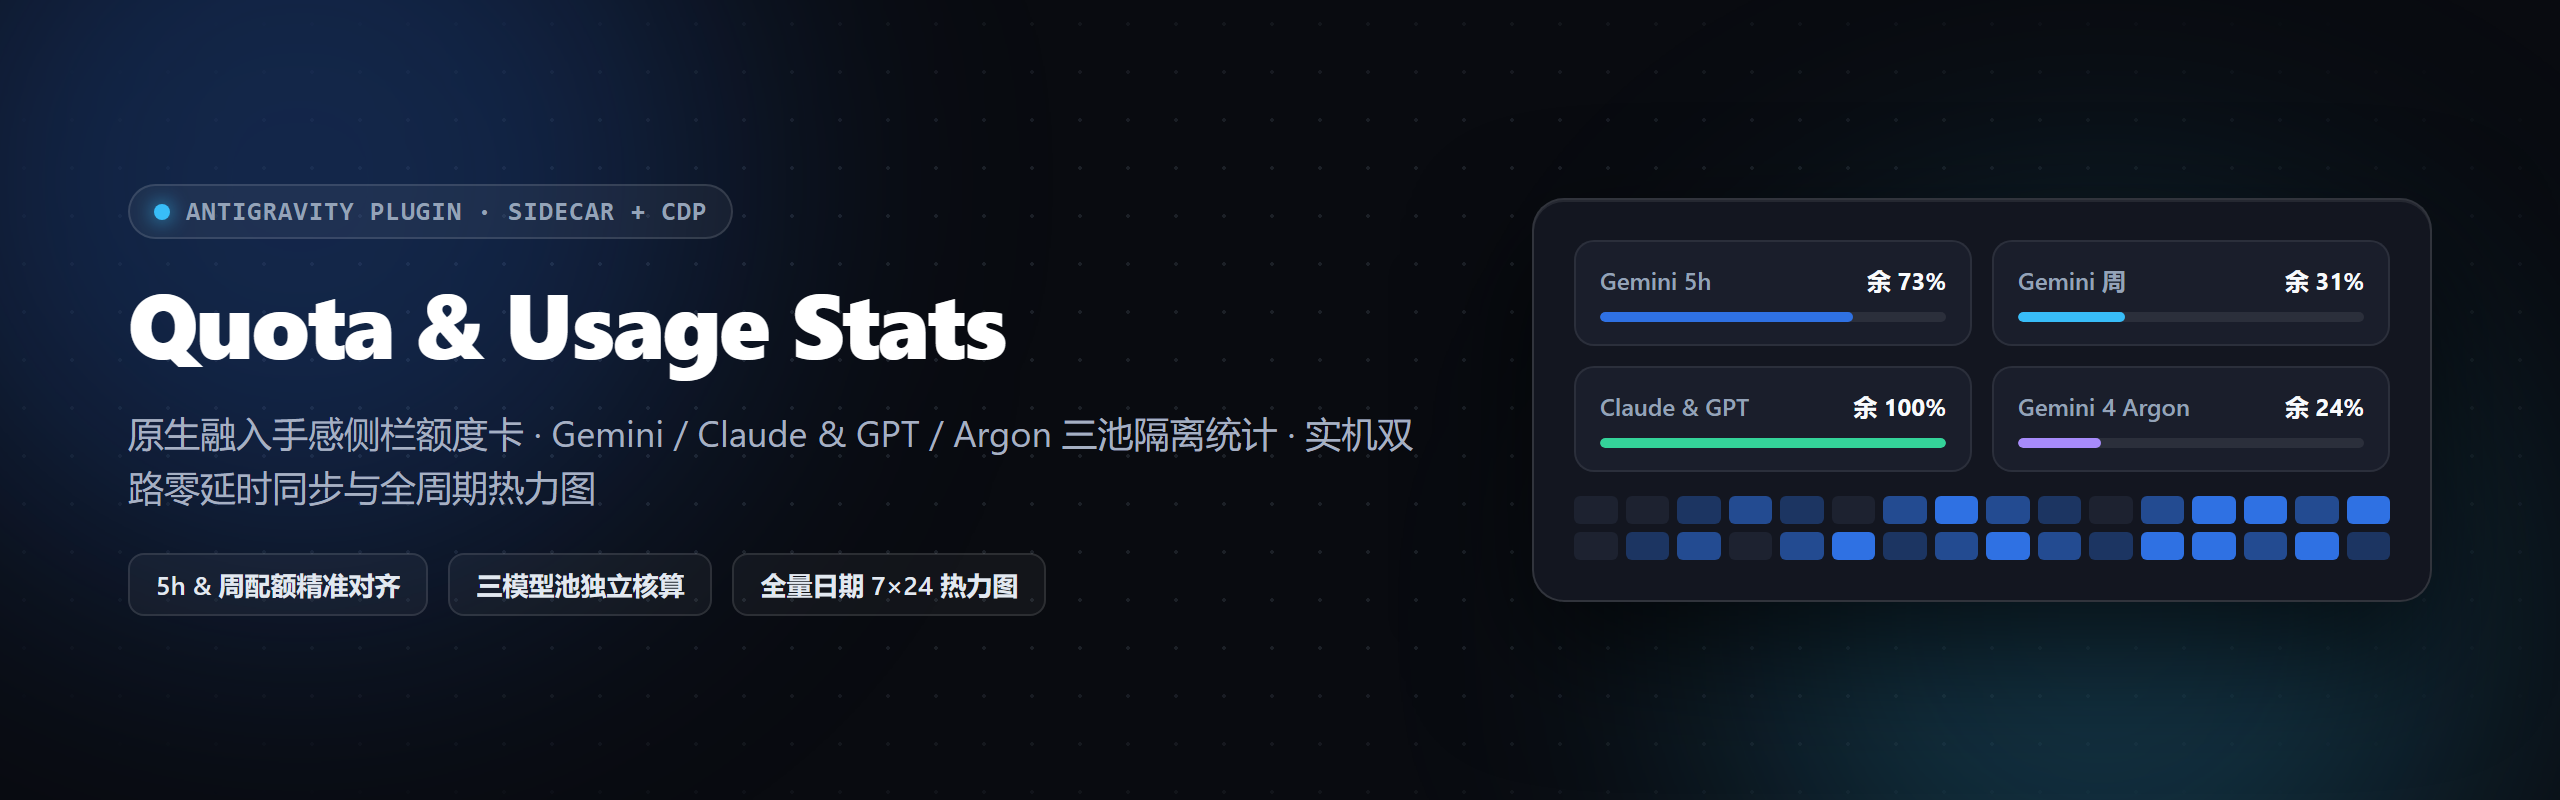 ANTIGRAVITY PLUGIN · SIDECAR + CDP
Quota & Usage Stats
原生融入手感侧栏额度卡 · Gemini / Claude & GPT / Argon 三池隔离统计 · 实机双
路零延时同步与全周期热力图
5h & 周配额精准对齐
三模型池独立核算
全量日期 7×24 热力图
Gemini 5h 余 73%
Gemini 周 余 31%
Claude & GPT 余 100%
Gemini 4 Argon 余 24%